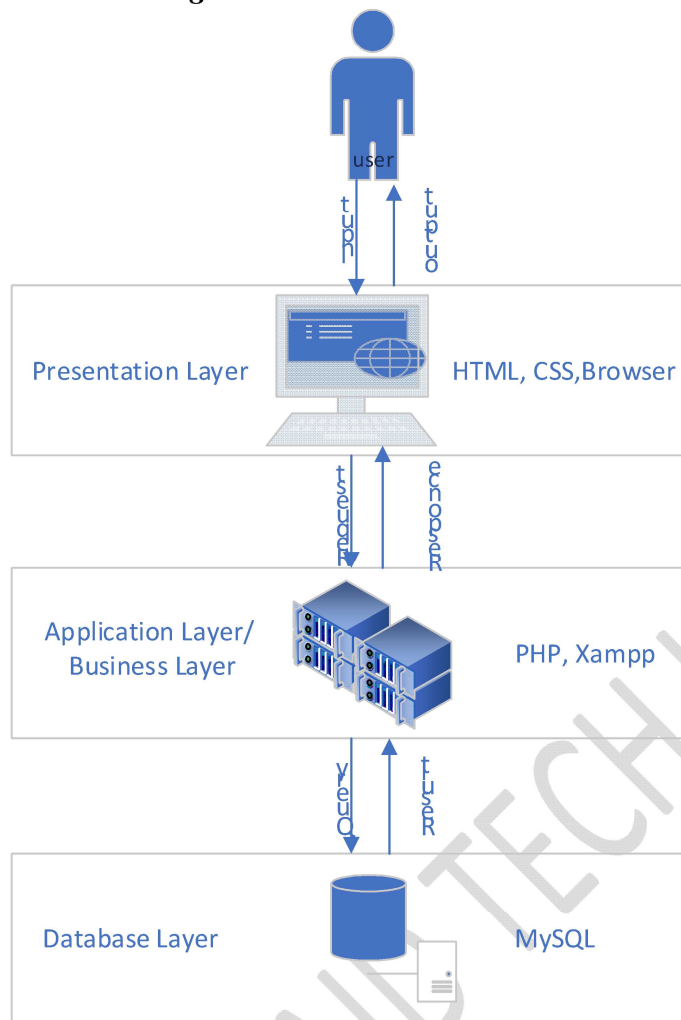 user
input
output
Presentation Layer
HTML, CSS,Browser
Request
Response
Application Layer/
Business Layer
PHP, Xampp
Query
Result
Database Layer
MySQL
TECH